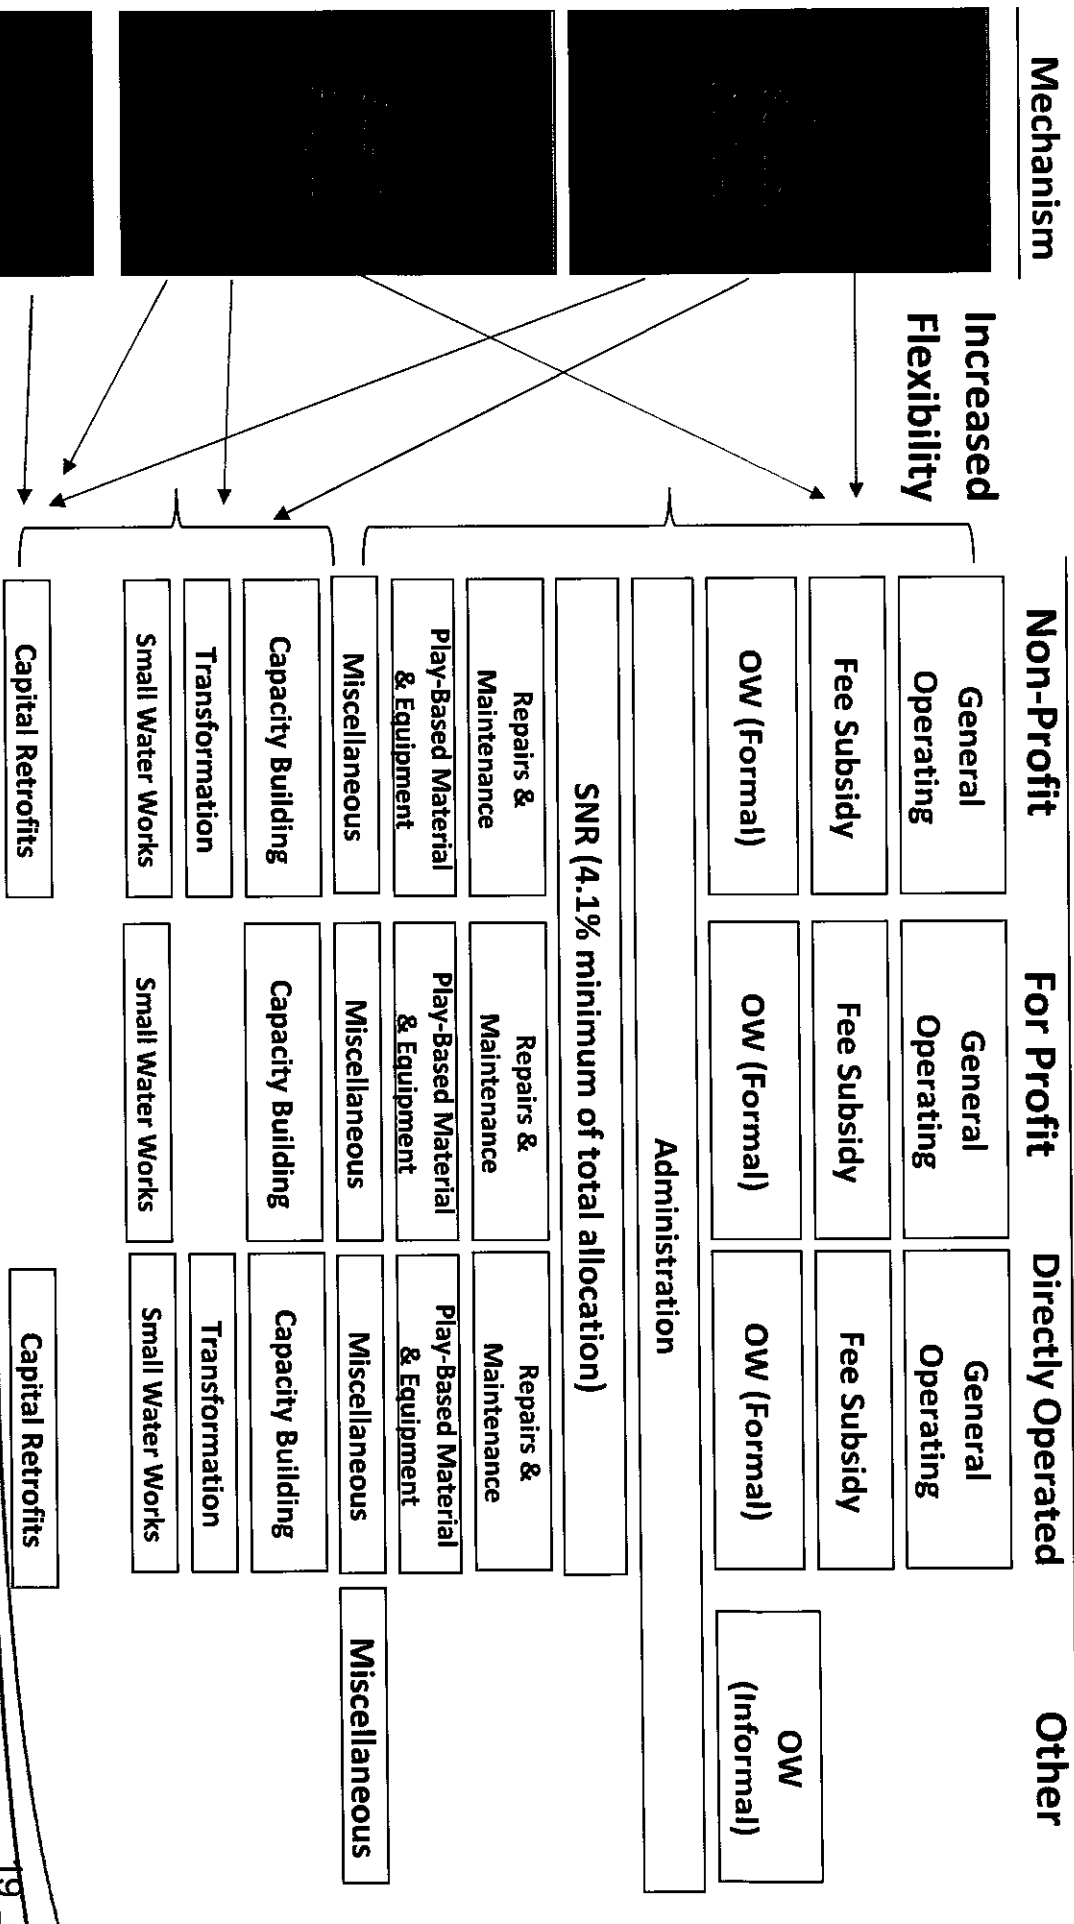 Mechanism
Increased
Flexibility
Non-Profit
For Profit
Directly Operated
Other
General
Operating
General
Operating
General
Operating
Fee Subsidy
Fee Subsidy
Fee Subsidy
OW (Formal)
OW (Formal)
OW (Formal)
OW
(Informal)
Administration
SNR (4.1% minimum of total allocation)
Repairs &
Maintenance
Repairs &
Maintenance
Repairs &
Maintenance
Play-Based Material
& Equipment
Play-Based Material
& Equipment
Play-Based Material
& Equipment
Miscellaneous
Miscellaneous
Miscellaneous
Miscellaneous
Capacity Building
Capacity Building
Capacity Building
Transformation
Transformation
Small Water Works
Small Water Works
Small Water Works
Capital Retrofits
Capital Retrofits
19